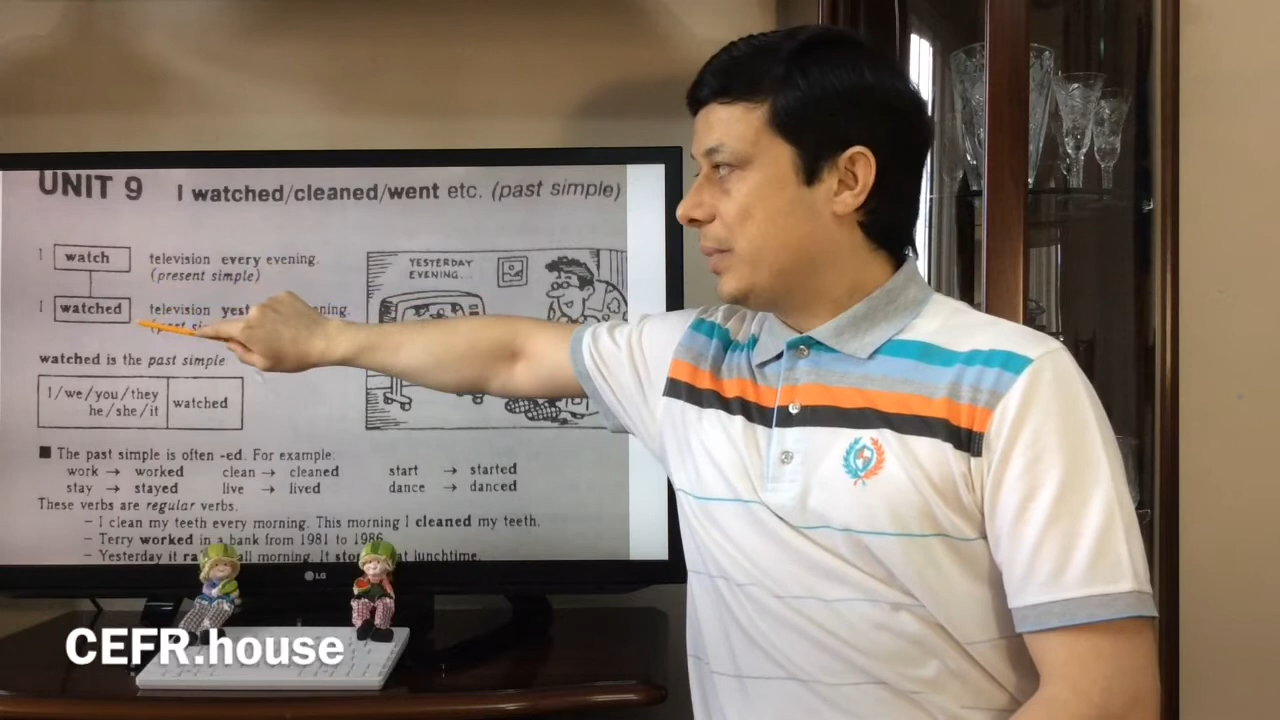 UNIT 9 I watched/cleaned/went etc. (past simple)
YESTERDAY
EVENING...
I watch television every evening.
(present simple)
I watched television ning.
watched is the past simple
I/we/you/they
he/she/it
watched
The past simple is often -ed. For example:
work → worked clean → cleaned start → started
stay → stayed live → lived dance → danced
These verbs are regular verbs.
– I clean my teeth every morning. This morning I cleaned my teeth.
– Terry worked in a bank from 1981 to 1986
– Yesterday it all morning. It at lunchtime.
LG
CEFR.house